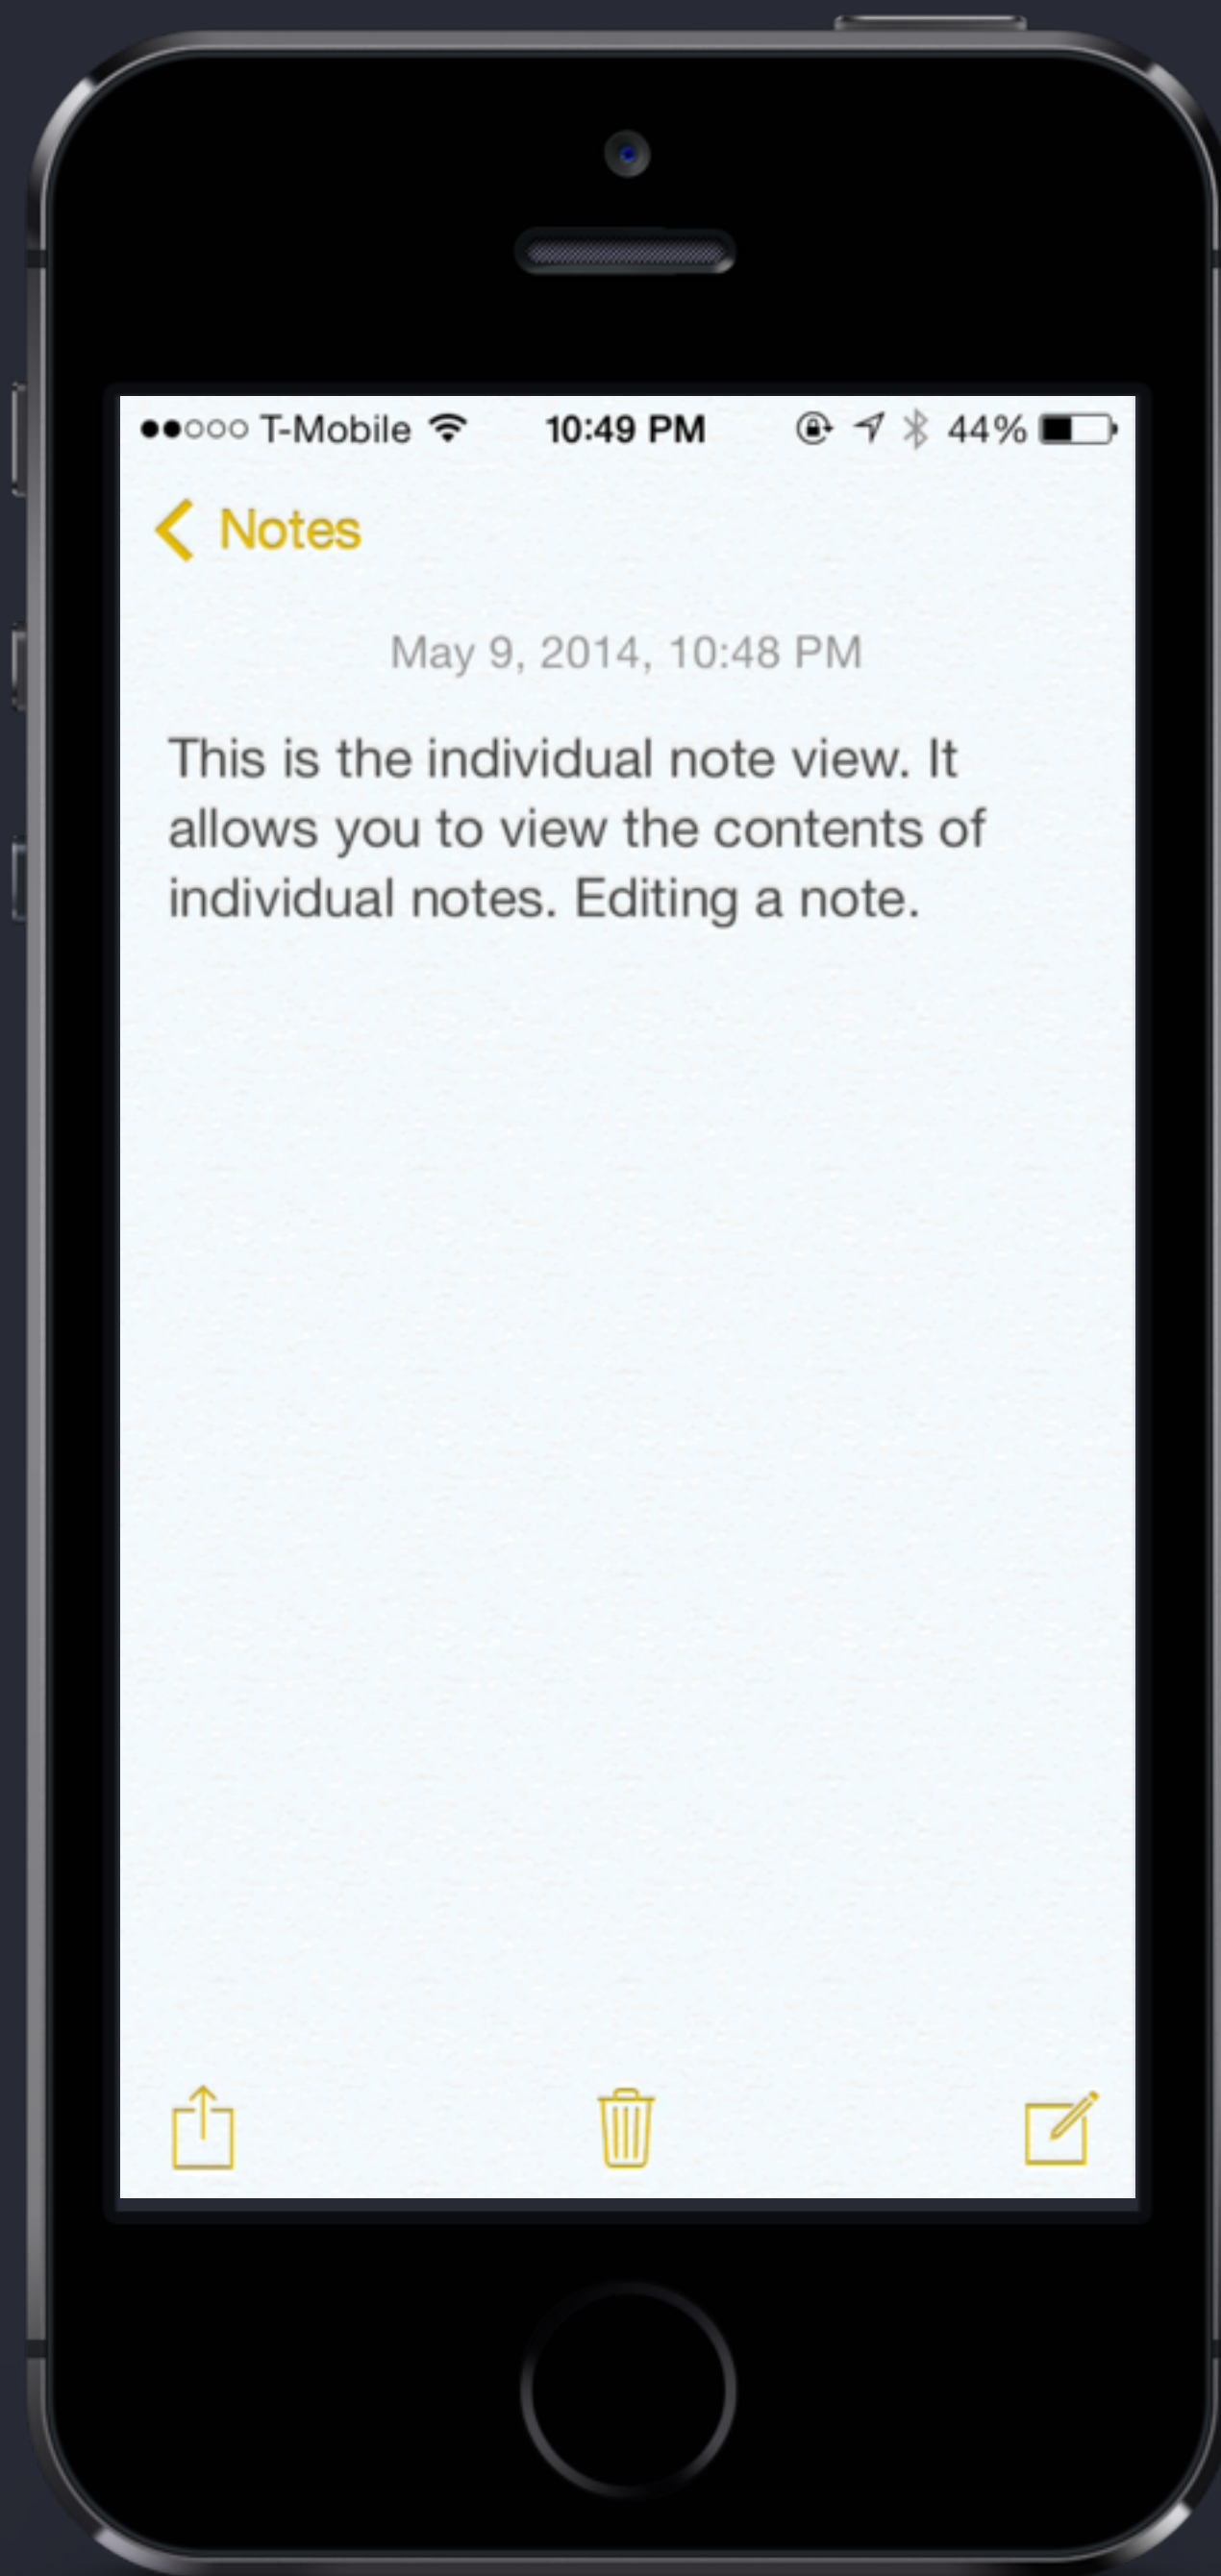 T-Mobile 10:49 PM 44%
Notes
May 9, 2014, 10:48 PM
This is the individual note view. It
allows you to view the contents of
individual notes. Editing a note.